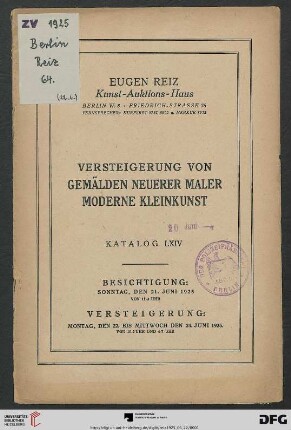 ZV 1925
Berlin
Reiz
64.
EUGEN REIZ
Kunst-Auktions-Haus
BERLIN W. 8 • FRIEDRICH-STRASSE
VERSTEIGERUNG VON
GEMÄLDEN NEUERER MALER
MODERNE KLEINKUNST
KATALOG LXIV
BESICHTIGUNG:
SONNTAG, DEN 21. JUNI 1925
VERSTEIGERUNG:
MONTAG, DEN 22. BIS MITTWOCH DEN 24. JUNI 1925.
UNIVERSITÄTS-
BIBLIOTHEK
HEIDELBERG
DFG